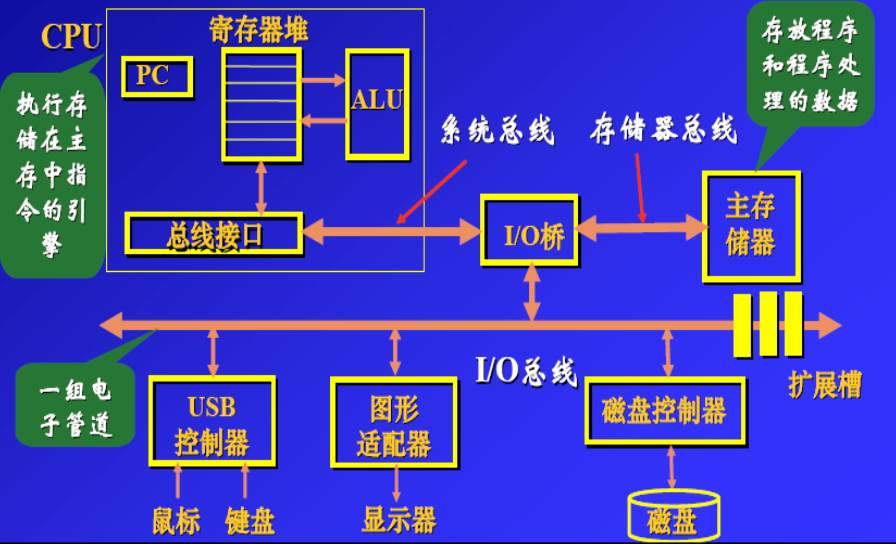 CPU
寄存器堆
PC
ALU
执行存
储在主
存中指
令的引
擎
存放程序
和程序处
理的数据
系统总线
存储器总线
总线接口
I/O桥
主存
储器
I/O总线
扩展槽
一组电
子管道
USB
控制器
图形
适配器
磁盘控制器
鼠标
键盘
显示器
磁盘